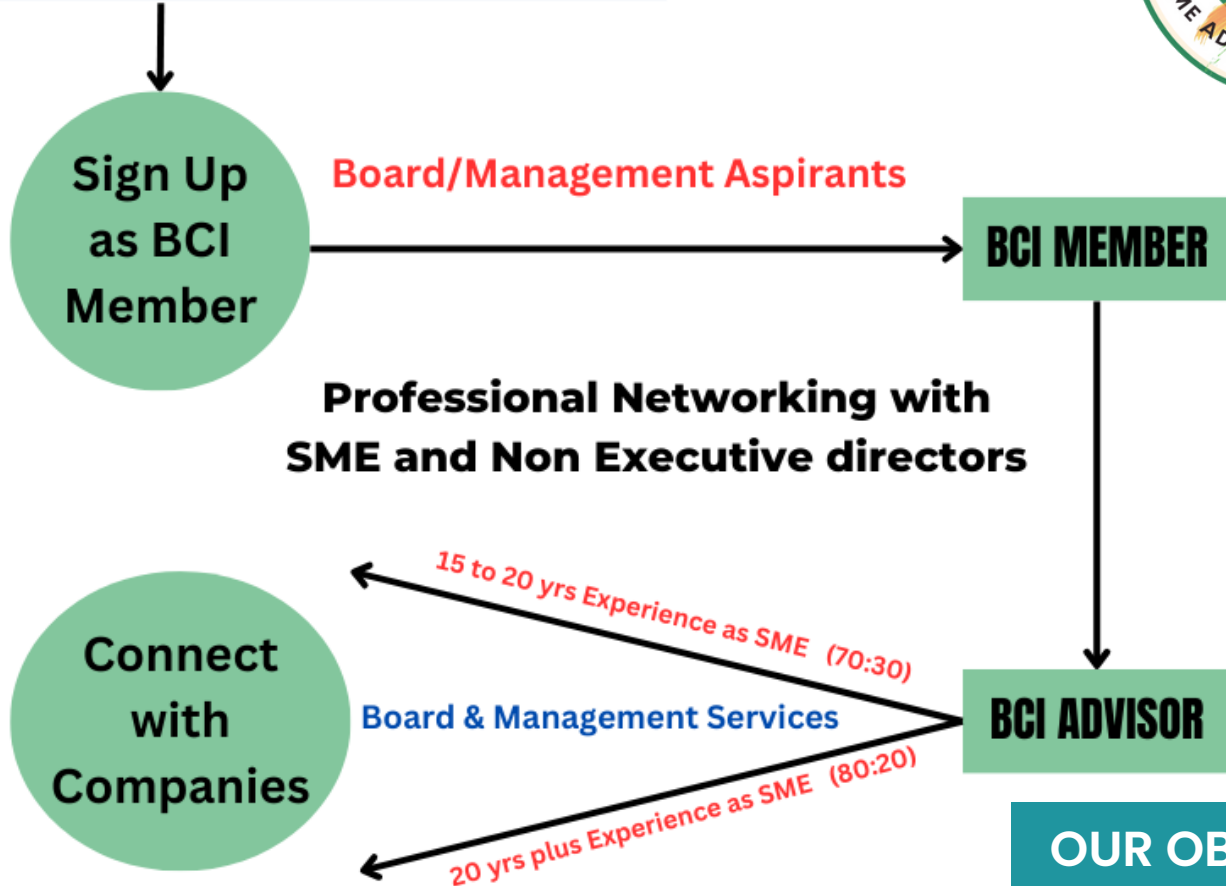 ME AD
Sign Up
as BCI
Member
Board/Management Aspirants
BCI MEMBER
Professional Networking with
SME and Non Executive directors
15 to 20 yrs Experience as SME (70:30)
Connect
with
Companies
Board & Management Services
BCI ADVISOR
20 yrs plus Experience as SME (80:20)
OUR OB